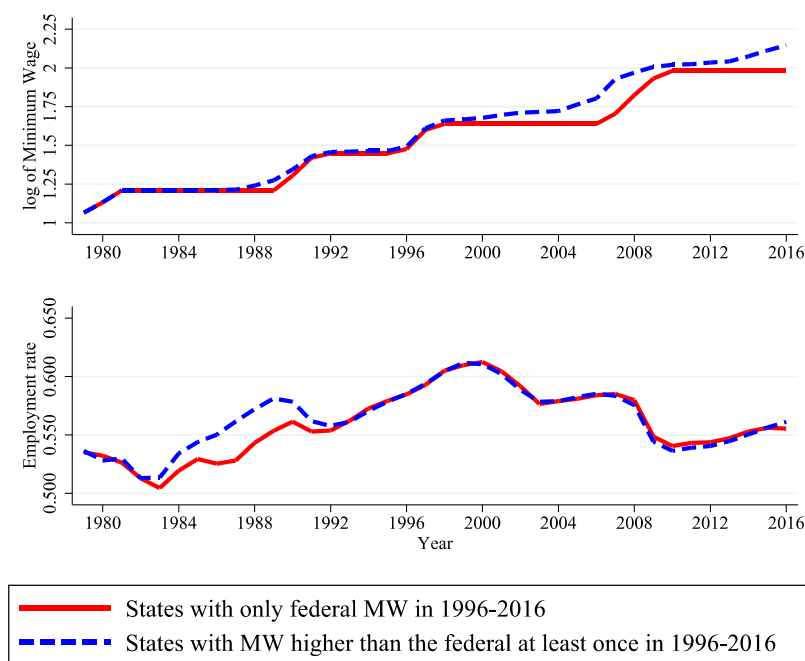 log of Minimum Wage
2.25
2
1.75
1.5
1.25
1
1980 1984 1988 1992 1996 2000 2004 2008 2012 2016
Employment rate
0.650
0.600
0.550
0.500
1980 1984 1988 1992 1996 2000 2004 2008 2012 2016
Year
States with only federal MW in 1996-2016
States with MW higher than the federal at least once in 1996-2016